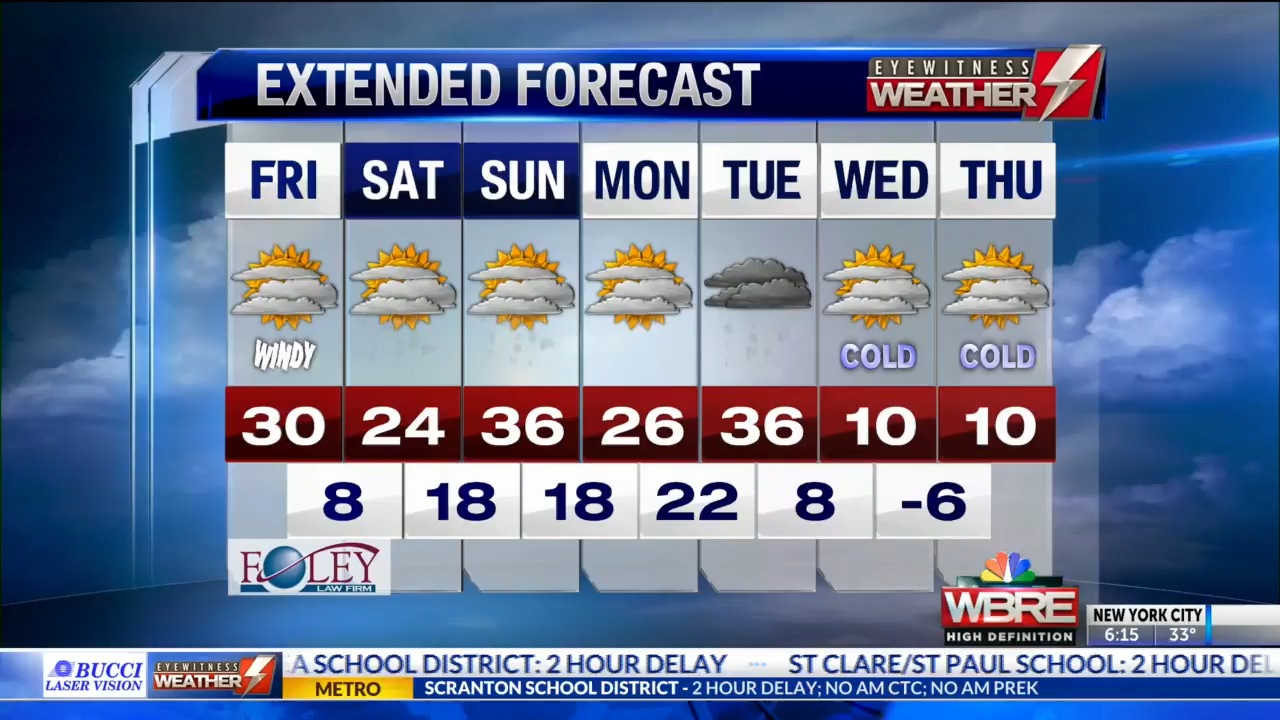 EXTENDED FORECAST
EYEWITNESS
WEATHER
FRI SAT SUN MON TUE WED THU
WINDY COLD COLD
30 24 36 26 36 10 10
8 18 18 22 8 -6
FOLEY
LAW FIRM
WBRE
HIGH DEFINITION
NEW YORK CITY
6:15 33°
BUCCI
LASER VISION
EYEWITNESS
WEATHER
EA SCHOOL DISTRICT: 2 HOUR DELAY ST CLARE/ST PAUL SCHOOL: 2 HOUR DEL
METRO SCRANTON SCHOOL DISTRICT - 2 HOUR DELAY; NO AM CTC; NO AM PREK